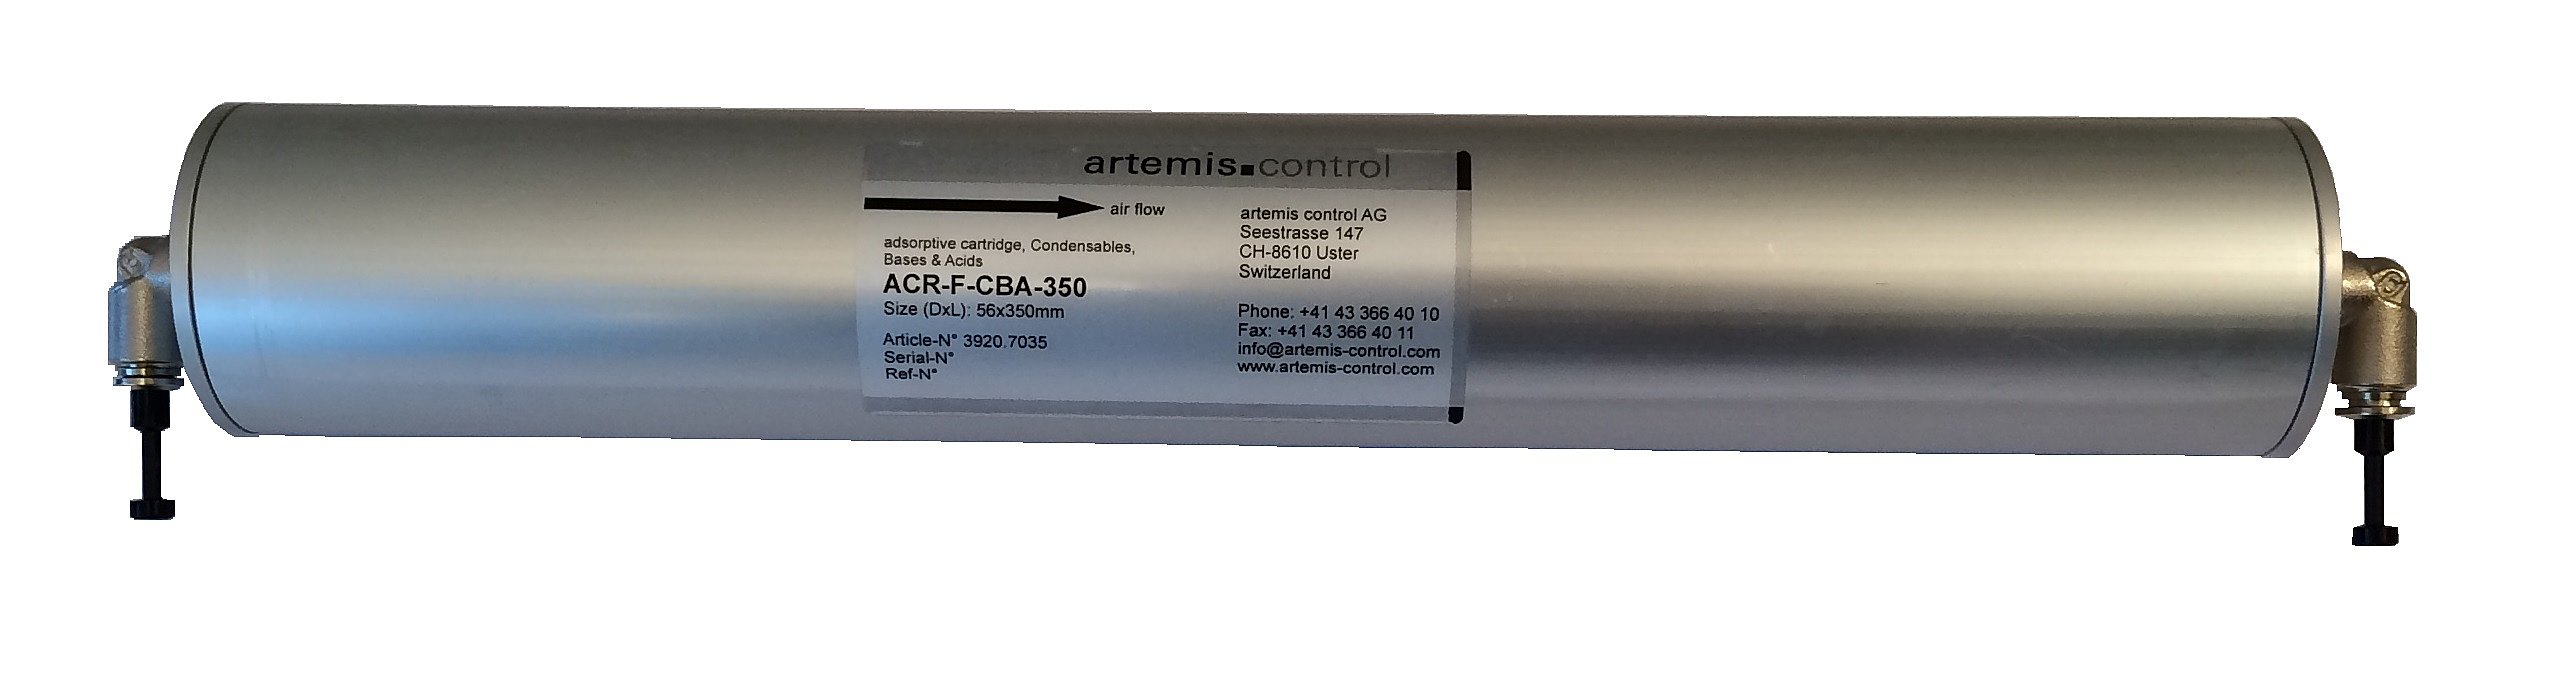 artemis.control
air flow
adsorptive cartridge, Condensables,
Bases & Acids
ACR-F-CBA-350
Size (DxL): 56x350mm
Article-N° 3920.7035
Serial-N°
Ref-N°
artemis control AG
Seestrasse 147
CH-8610 Uster
Switzerland
Phone: +41 43 366 40 10
Fax: +41 43 366 40 11
info@artemis-control.com
www.artemis-control.com